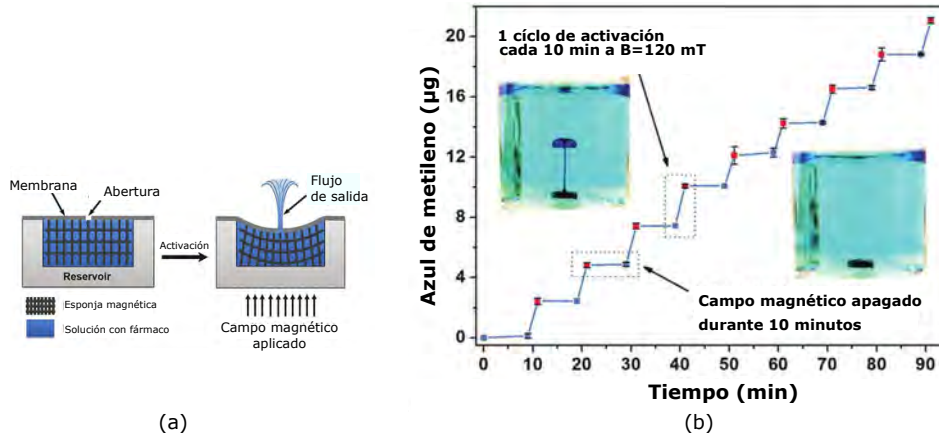 Membrana
Abertura
Flujo
de salida
Activación
Reservoir
Esponja magnética
Solución con fármaco
Campo magnético
aplicado
(a)
Azul de metileno (µg)
20
16
12
8
4
0
1 cíclo de activación
cada 10 min a B=120 mT
Campo magnético apagado
durante 10 minutos
0 10 20 30 40 50 60 70 80 90
Tiempo (min)
(b)